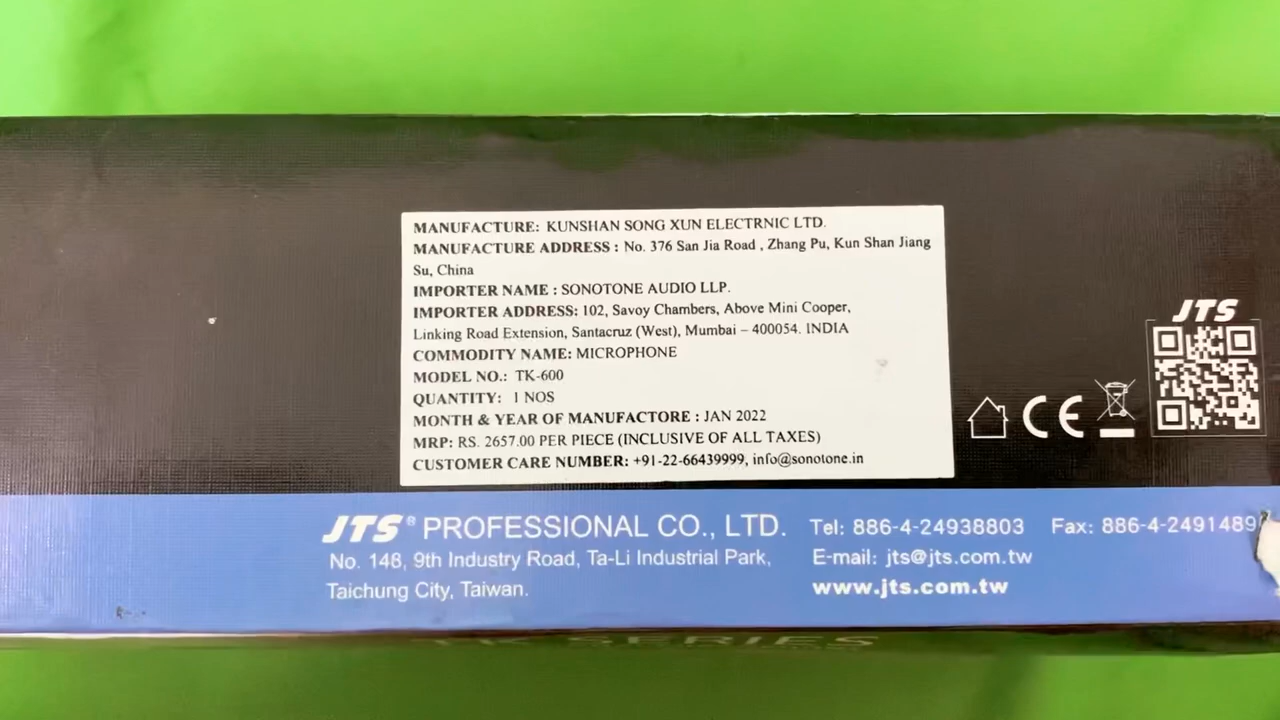 MANUFACTURE: KUNSHAN SONG XUN ELECTRNIC LTD.
MANUFACTURE ADDRESS : No. 376 San Jia Road , Zhang Pu, Kun Shan Jiang
Su, China
IMPORTER NAME : SONOTONE AUDIO LLP.
IMPORTER ADDRESS: 102, Savoy Chambers, Above Mini Cooper,
Linking Road Extension, Santacruz (West), Mumbai – 400054. INDIA
COMMODITY NAME: MICROPHONE
MODEL NO.: TK-600
QUANTITY: 1 NOS
MONTH & YEAR OF MANUFACTORE : JAN 2022
MRP: RS. 2657.00 PER PIECE (INCLUSIVE OF ALL TAXES)
CUSTOMER CARE NUMBER: +91-22-66439999, info@sonotone.in
JTS
CE
JTS® PROFESSIONAL CO., LTD.
No. 148, 9th Industry Road, Ta-Li Industrial Park,
Taichung City, Taiwan.
Tel: 886-4-24938803 Fax:
E-mail: jts@jts.com.tw
www.jts.com.tw
SERIES